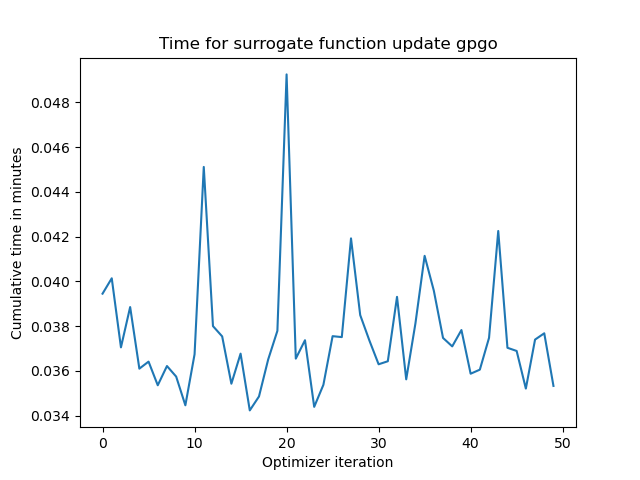 Time for surrogate function update gpgo
Cumulative time in minutes
0.048
0.046
0.044
0.042
0.040
0.038
0.036
0.034
0 10 20 30 40 50
Optimizer iteration